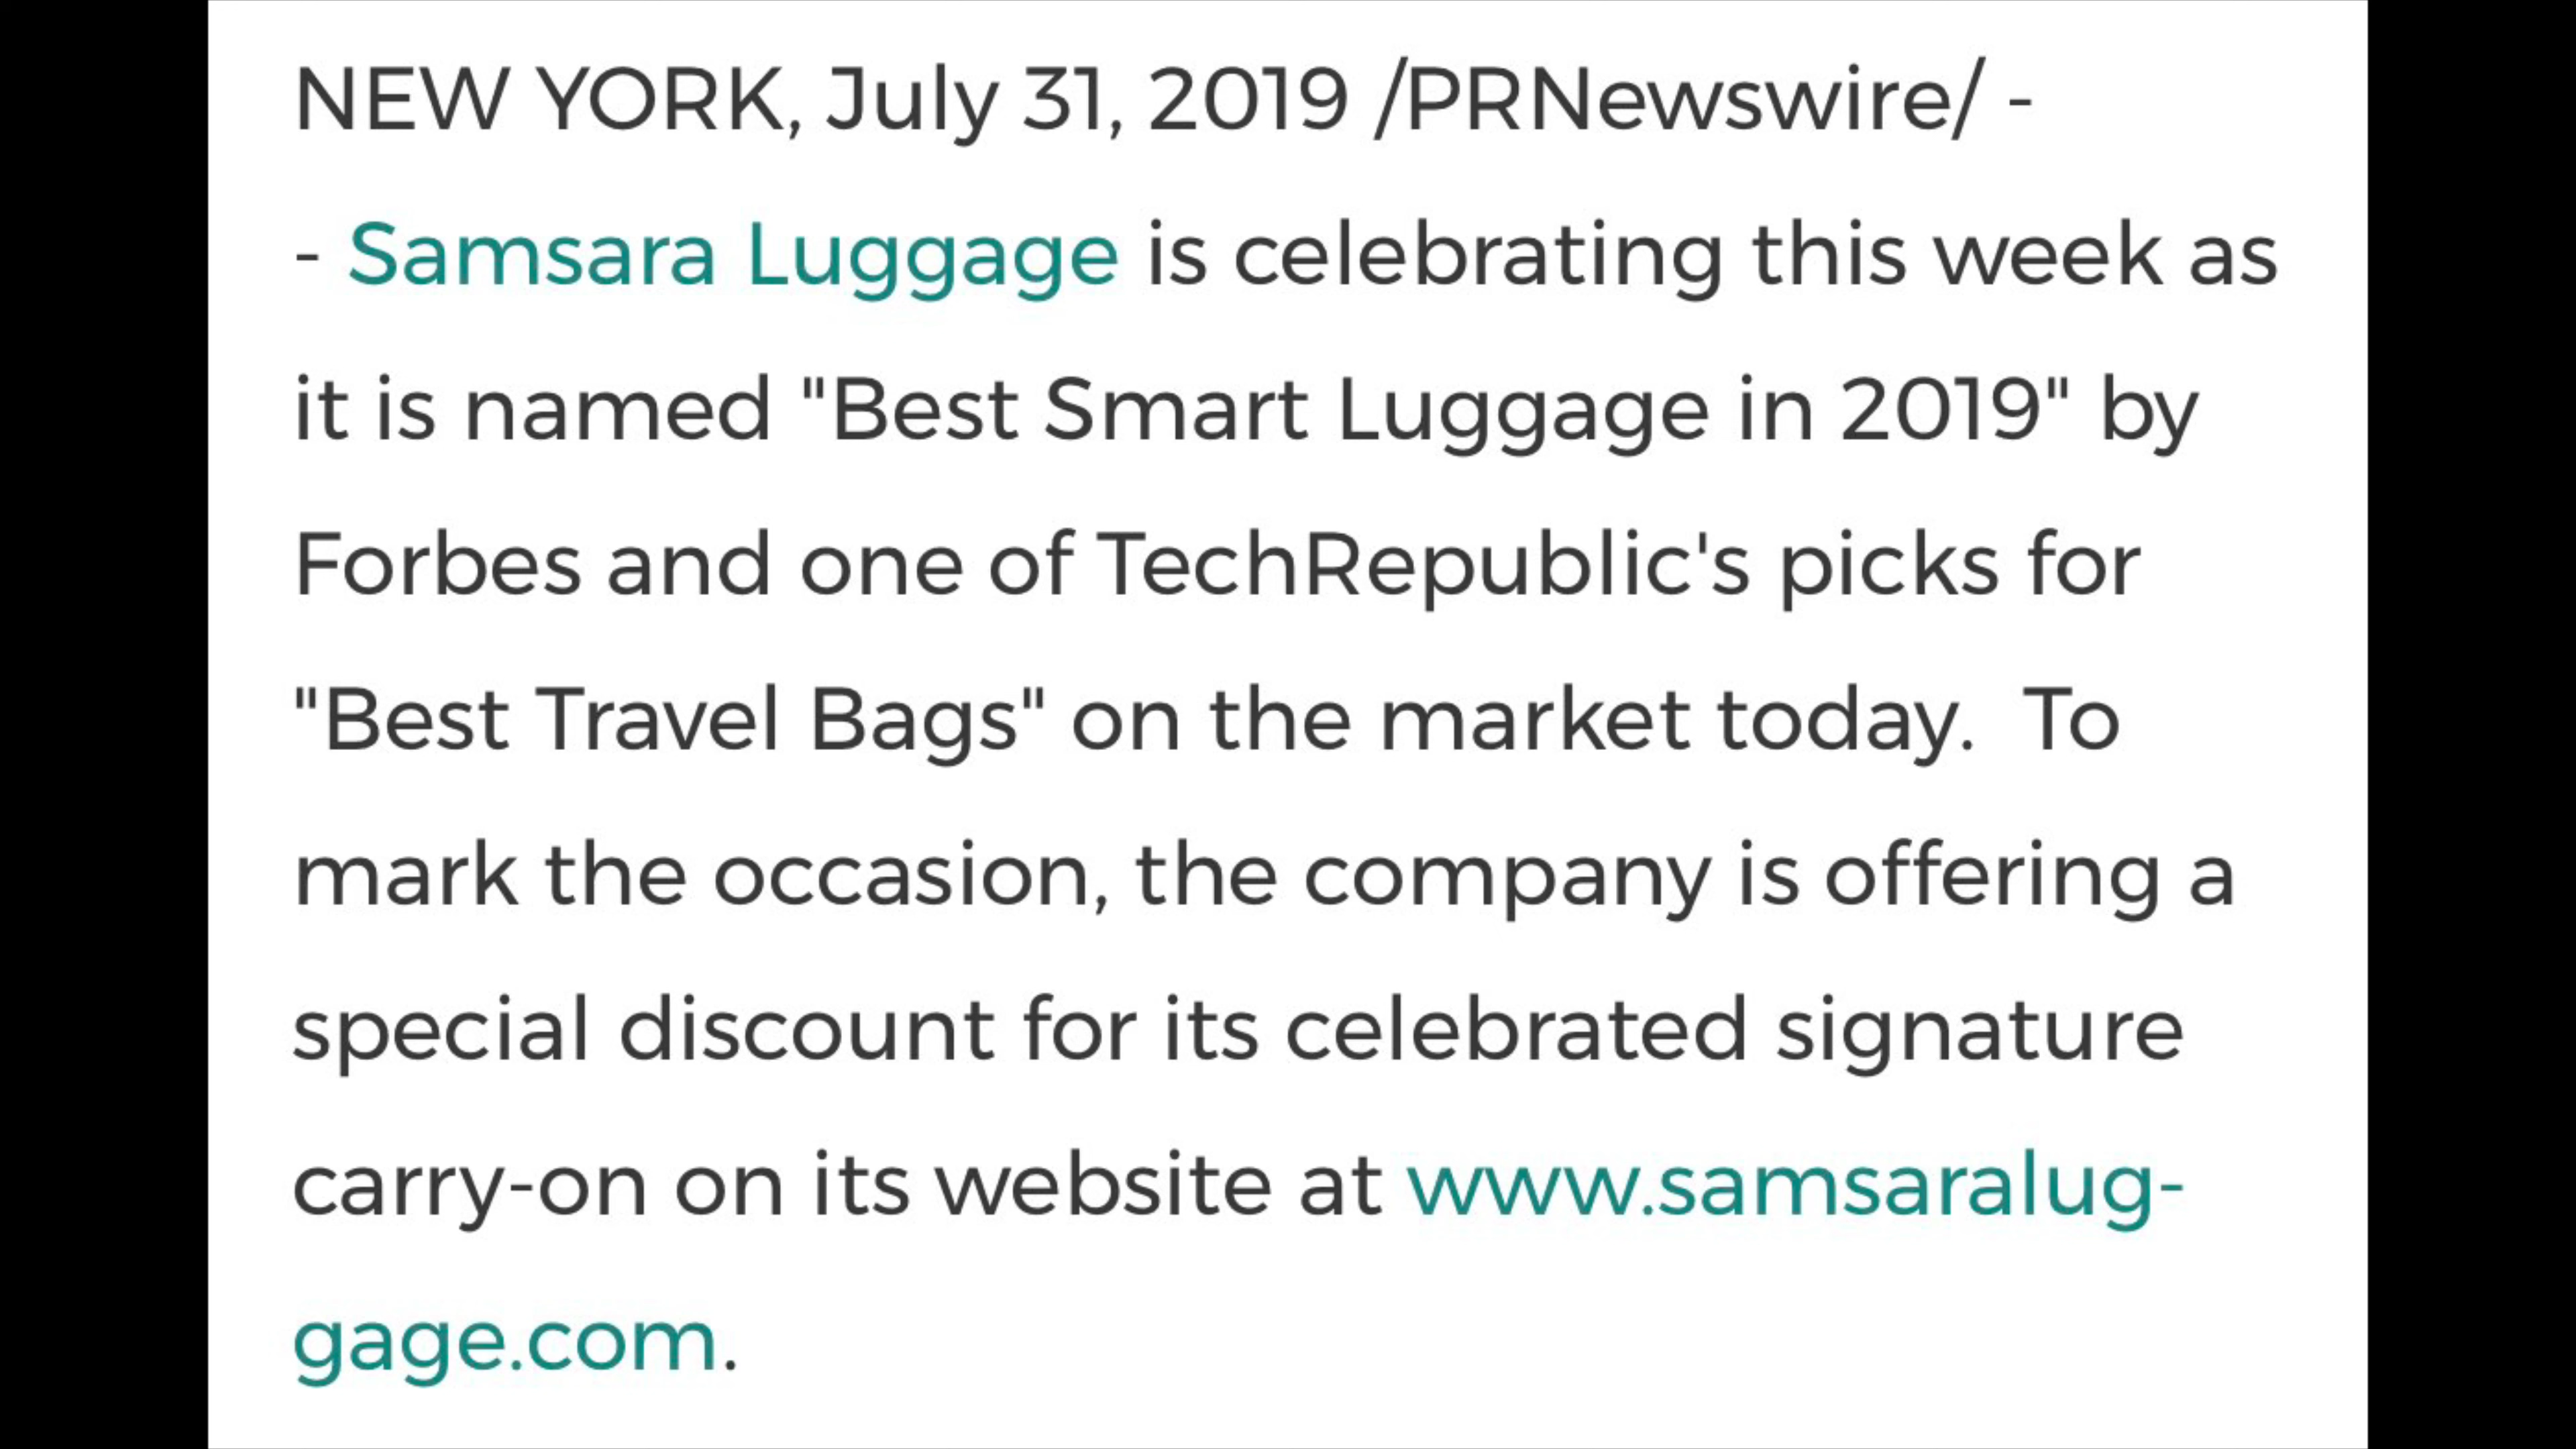 NEW YORK, July 31, 2019 /PRNewswire/ -
- Samsara Luggage is celebrating this week as
it is named "Best Smart Luggage in 2019" by
Forbes and one of TechRepublic's picks for
"Best Travel Bags" on the market today.  To
mark the occasion, the company is offering a
special discount for its celebrated signature
carry-on on its website at www.samsaralug-
gage.com.